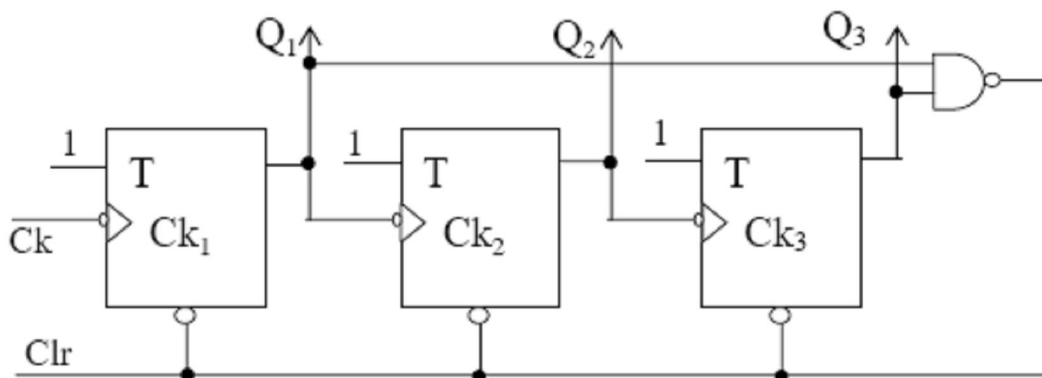 Q₁ Q₂ Q₃
1 1 1
T T T
Ck Ck₁ Ck₂ Ck₃
Clr